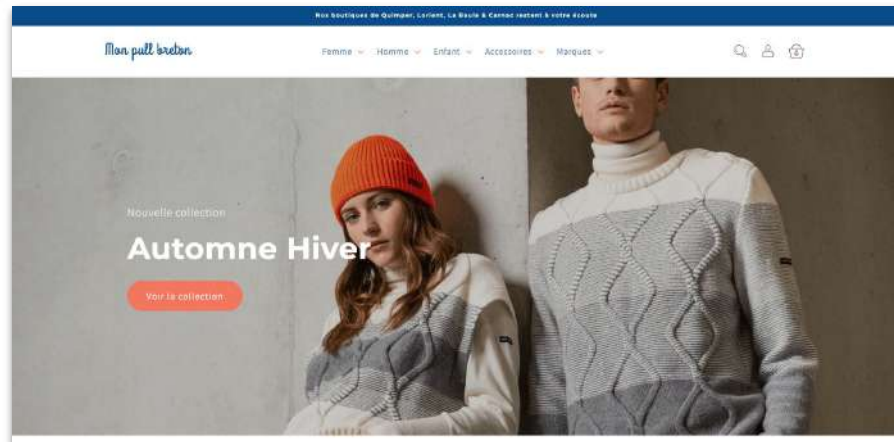 Nos boutiques de Quimper, Lorient, La Baule & Carnac restent à votre écoute
Mon pull breton
Femme Homme Enfant Accessoires Marques
Nouvelle collection
Automne Hiver
Voir la collection